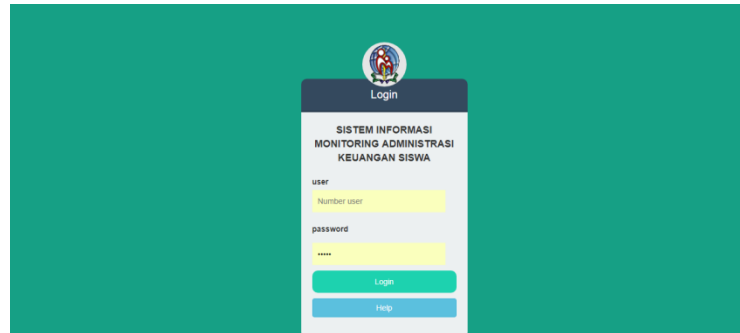 Login
SISTEM INFORMASI
MONITORING ADMINISTRASI
KEUANGAN SISWA
user
Number user
password
•••••
Login
Help